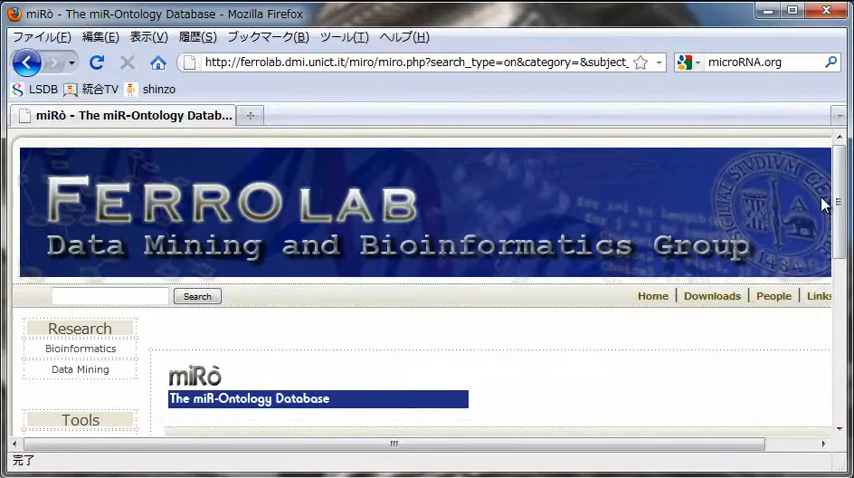 miRò - The miR-Ontology Database - Mozilla Firefox
ファイル(F) 編集(E) 表示(V) 履歴(S) ブックマーク(B) ツール(T) ヘルプ(H)
http://ferrolab.dmi.unict.it/miro/miro.php?search_type=on&category=&subject_ microRNA.org
LSDB 統合TV shinzo
miRò - The miR-Ontology Datab...
FERROLAB
Data Mining and Bioinformatics Group
Search Home Downloads People Links
Research
Bioinformatics
Data Mining
Tools
miRò
The miR-Ontology Database
完了